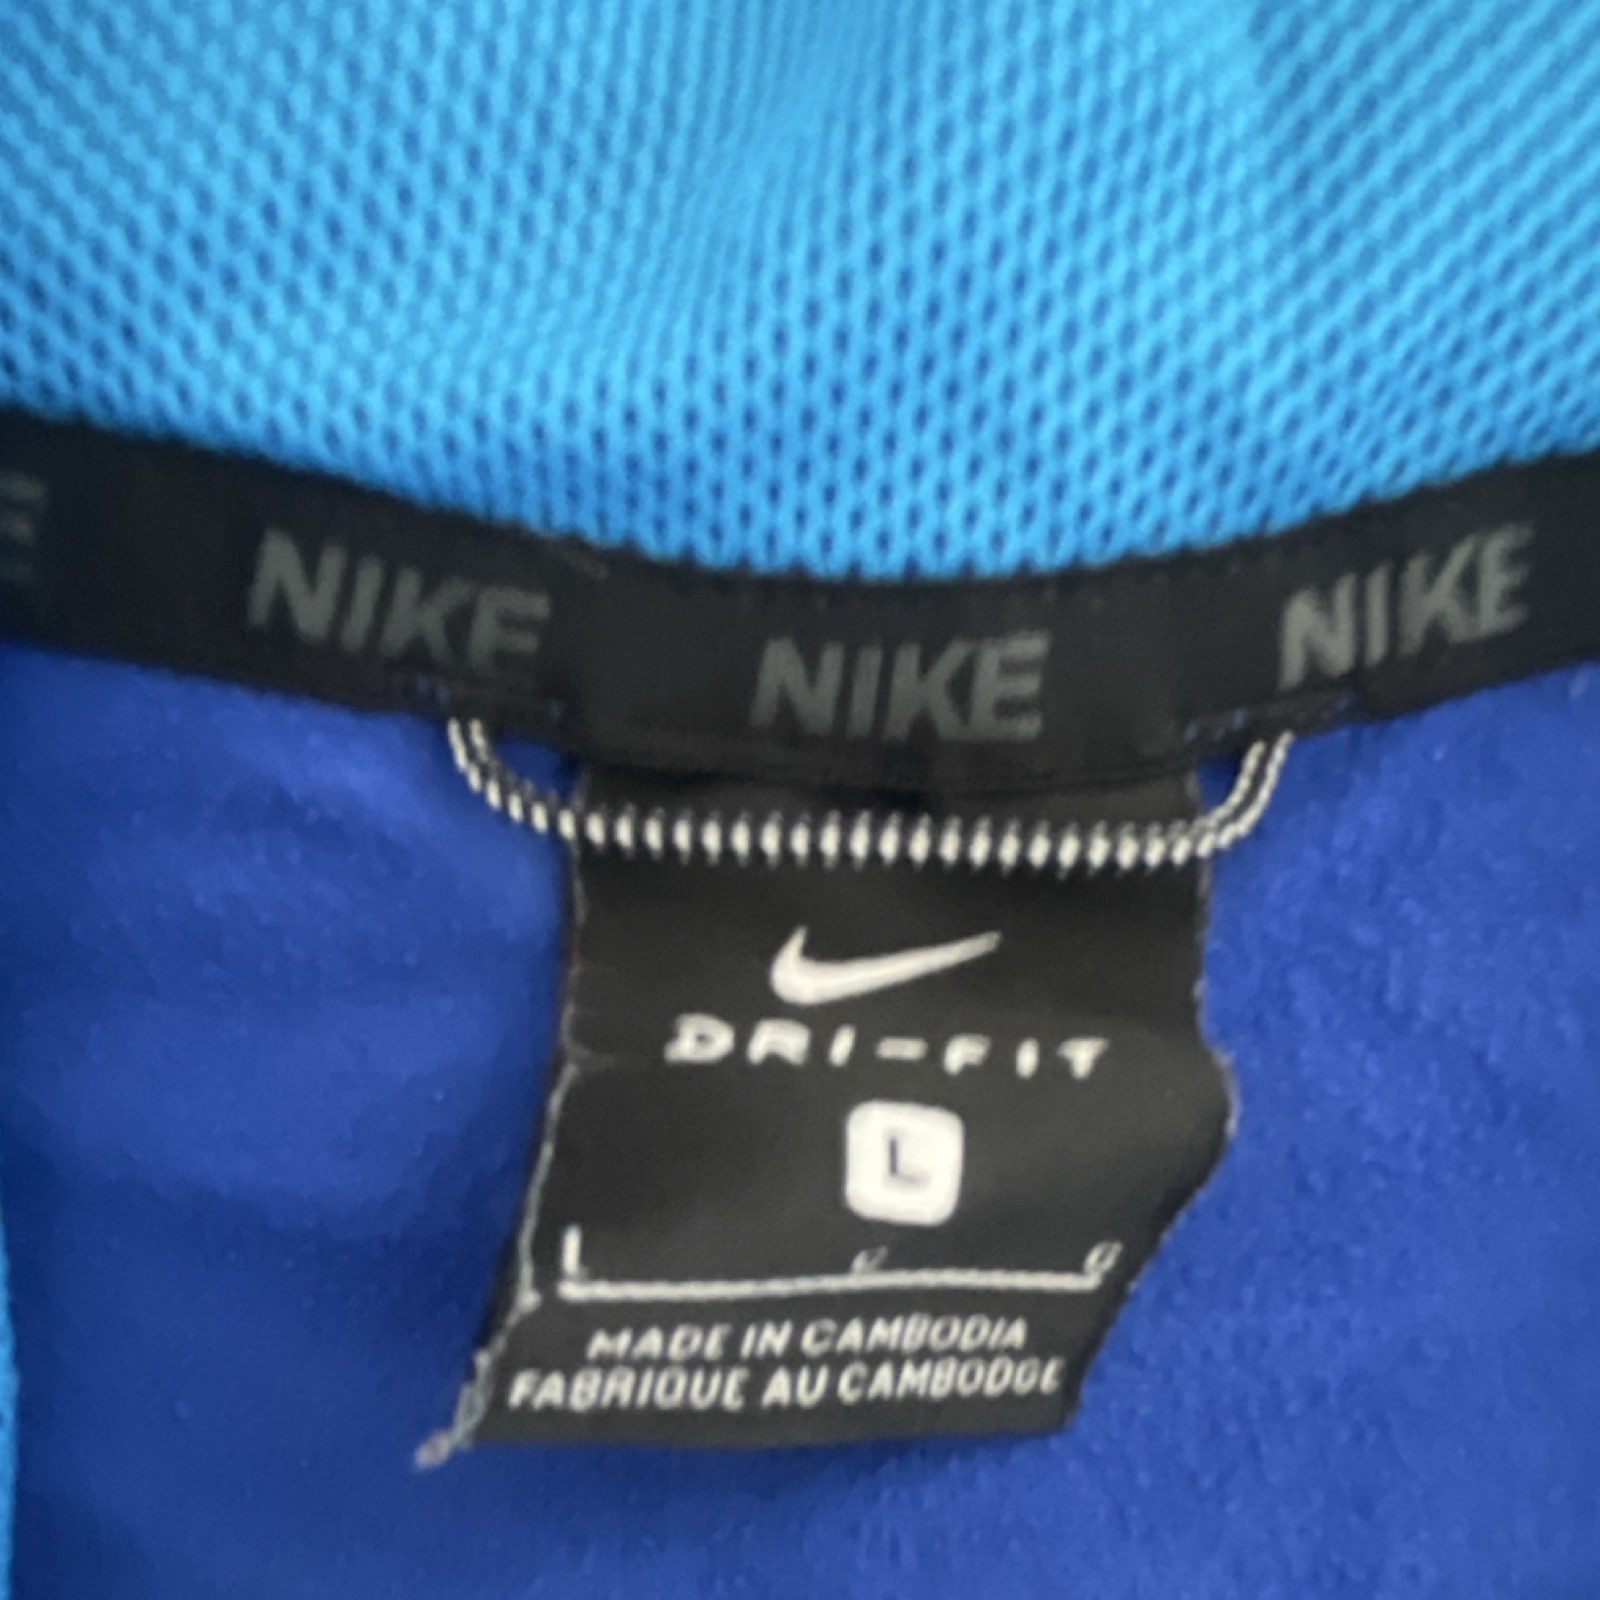 NIKE NIKE NIKE
DRI-FIT
L
L
MADE IN CAMBODIA
FABRIQUE AU CAMBODGE